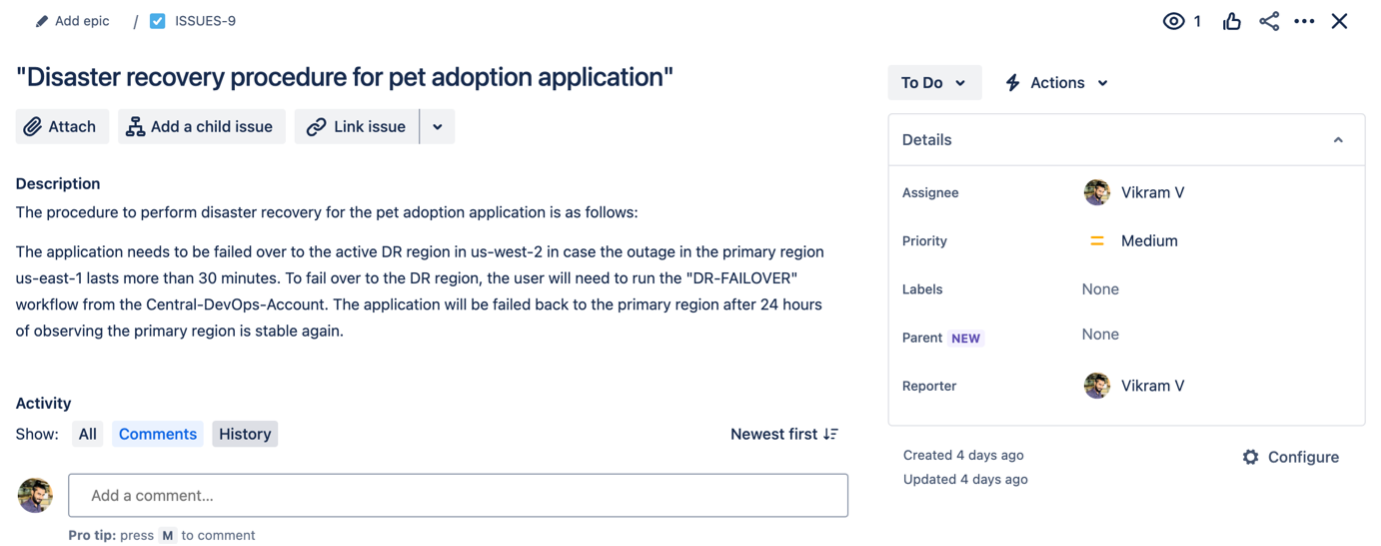 Add epic / ISSUES-9
1
"Disaster recovery procedure for pet adoption application"
To Do
Actions
Attach
Add a child issue
Link issue
Details
Description
The procedure to perform disaster recovery for the pet adoption application is as follows:
The application needs to be failed over to the active DR region in us-west-2 in case the outage in the primary region
us-east-1 lasts more than 30 minutes. To fail over to the DR region, the user will need to run the "DR-FAILOVER"
workflow from the Central-DevOps-Account. The application will be failed back to the primary region after 24 hours
of observing the primary region is stable again.
Assignee Vikram V
Priority Medium
Labels None
Parent NEW None
Reporter Vikram V
Activity
Show: All Comments History Newest first
Created 4 days ago
Updated 4 days ago
Configure
Add a comment...
Pro tip: press M to comment